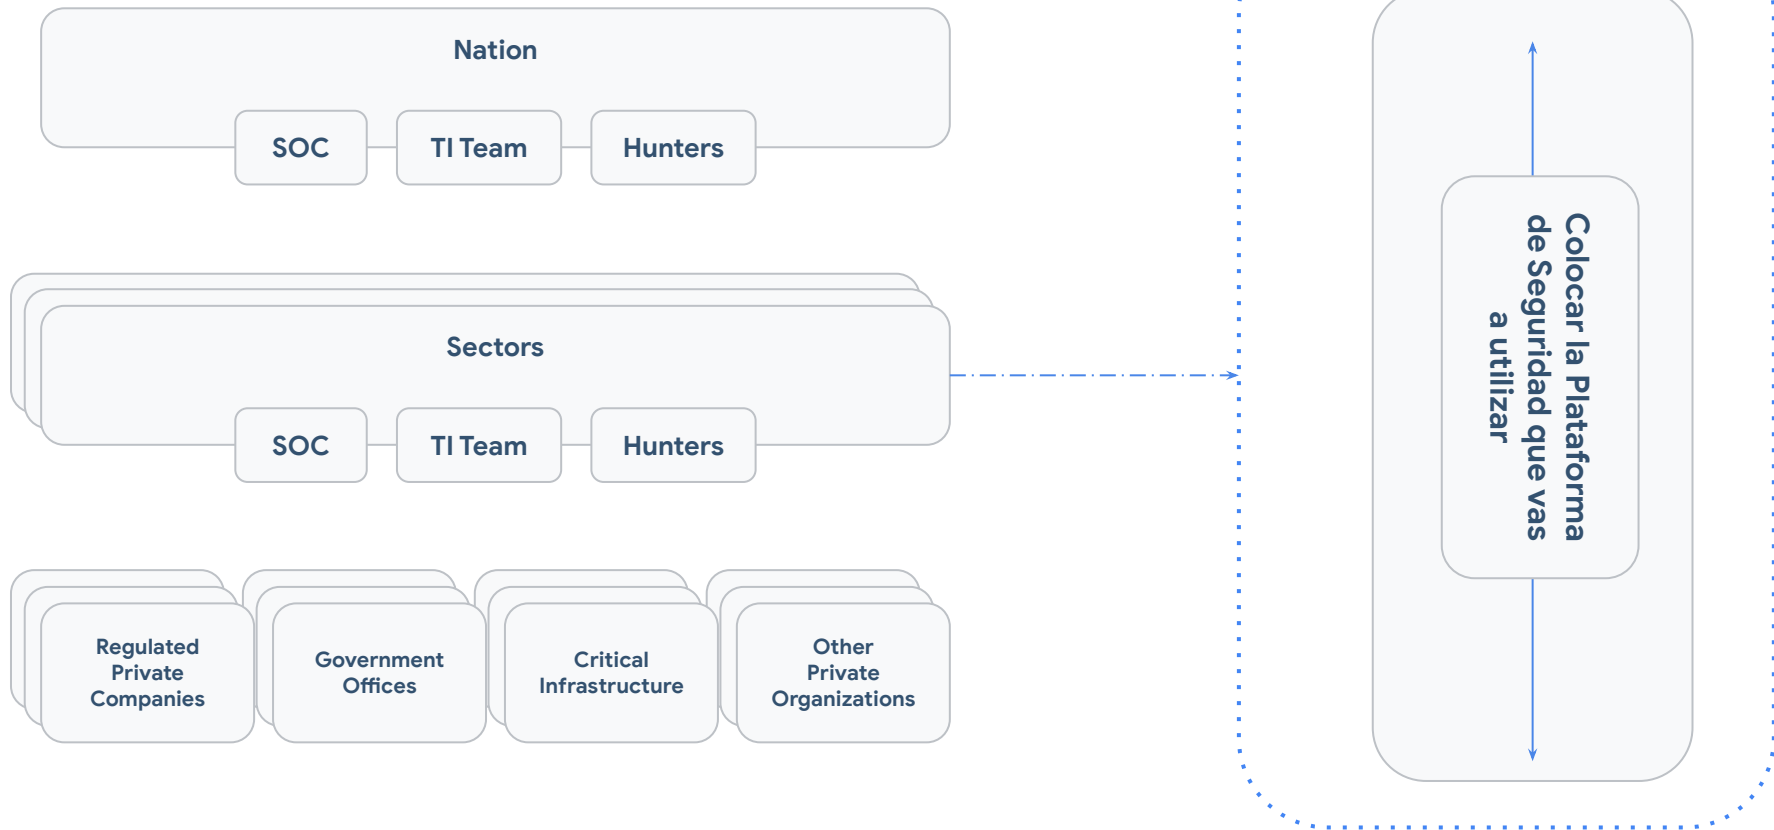 Nation
SOC
TI Team
Hunters
Sectors
SOC
TI Team
Hunters
Regulated
Private
Companies
Government
Offices
Critical
Infrastructure
Other
Private
Organizations
Colocar la Plataforma
de Seguridad que vas
a utilizar